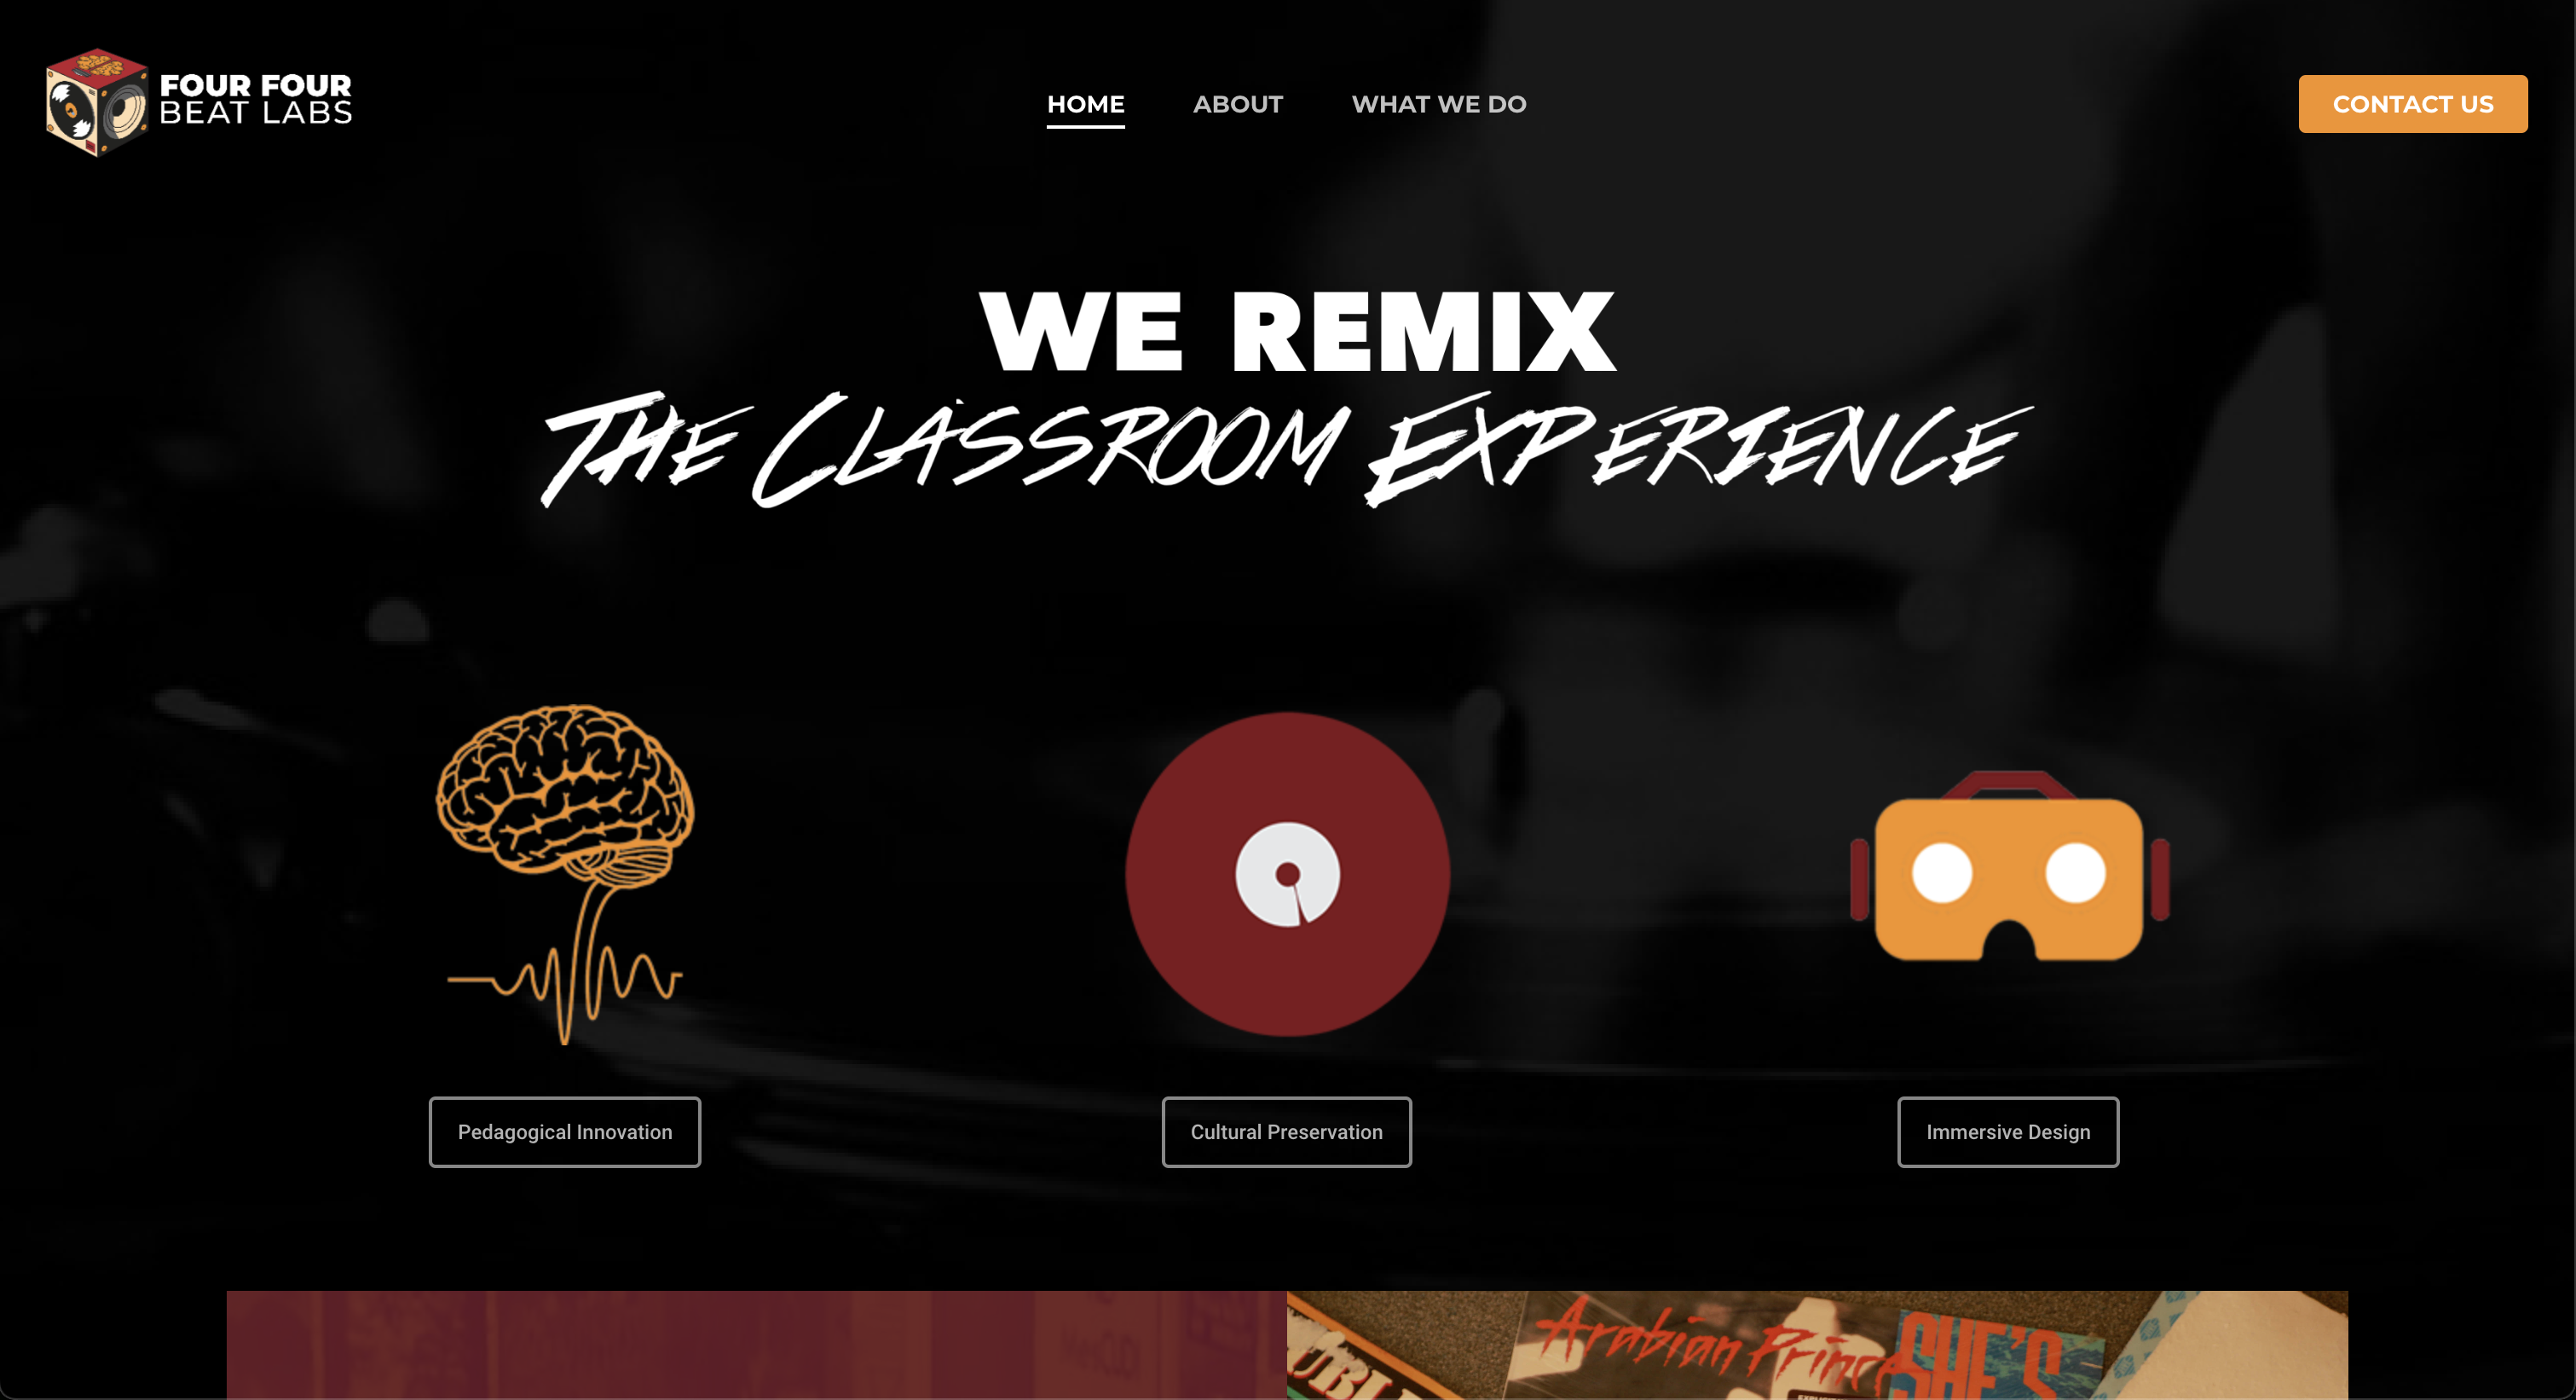 FOUR FOUR
BEAT LABS
HOME
ABOUT
WHAT WE DO
CONTACT US
WE REMIX
The Classroom Experience
Pedagogical Innovation
Cultural Preservation
Immersive Design
Arabian Prince
SHE'S